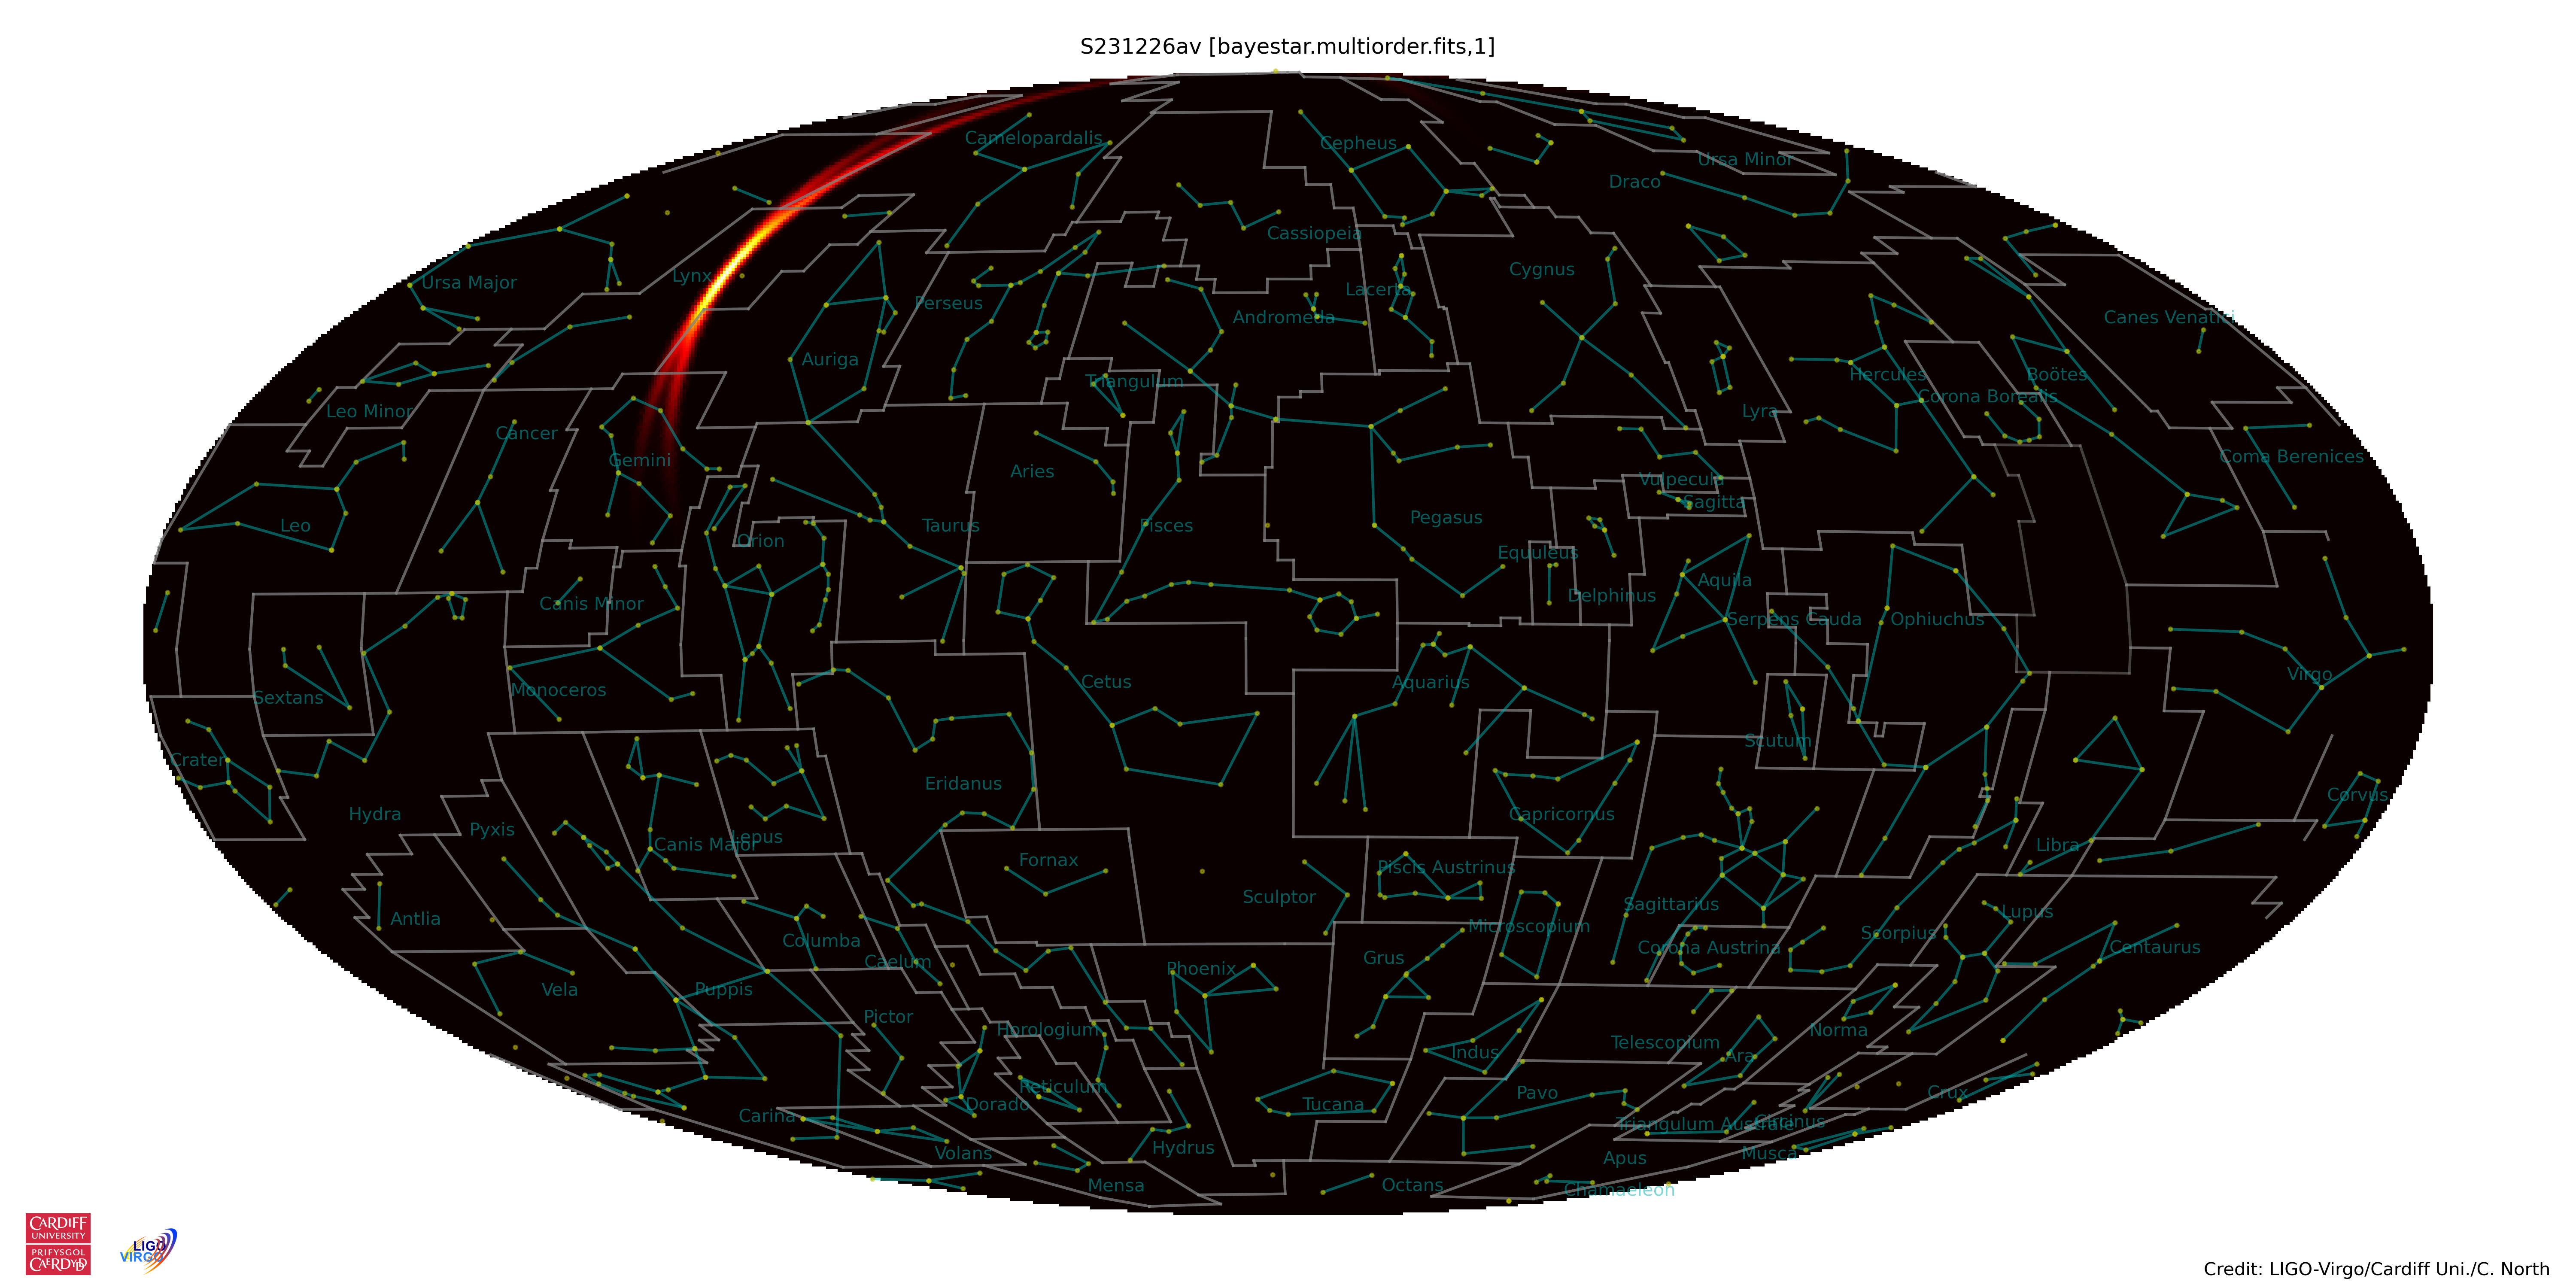 S231226av [bayestar.multiorder.fits,1]
Camelopardalis
Cepheus
Ursa Minor
Draco
Cassiopeia
Cygnus
Lynx
Ursa Major
Lacerta
Perseus
Andromeda
Canes Venatici
Auriga
Triangulum
Hercules
Boötes
Corona Borealis
Leo Minor
Lyra
Cancer
Gemini
Coma Berenices
Aries
Vulpecula
Sagitta
Leo
Taurus
Pisces
Pegasus
Orion
Equuleus
Aquila
Delphinus
Canis Minor
Serpens Cauda
Ophiuchus
Virgo
Cetus
Aquarius
Monoceros
Sextans
Scutum
Crater
Eridanus
Corvus
Hydra
Capricornus
Pyxis
Lepus
Canis Major
Libra
Fornax
Piscis Austrinus
Sculptor
Sagittarius
Lupus
Antlia
Microscopium
Scorpius
Columba
Corona Austrina
Centaurus
Grus
Caelum
Phoenix
Vela
Puppis
Pictor
Horologium
Norma
Telescopium
Indus
Ara
Reticulum
Pavo
Crux
Dorado
Tucana
Carina
Circinus
Triangulum Australe
Hydrus
Volans
Musca
Apus
Mensa
Octans
Chamaeleon
CARDIFF
UNIVERSITY
PRIFYSGOL
CAERDYDD
LIGO
VIRGO
Credit: LIGO-Virgo/Cardiff Uni./C. North